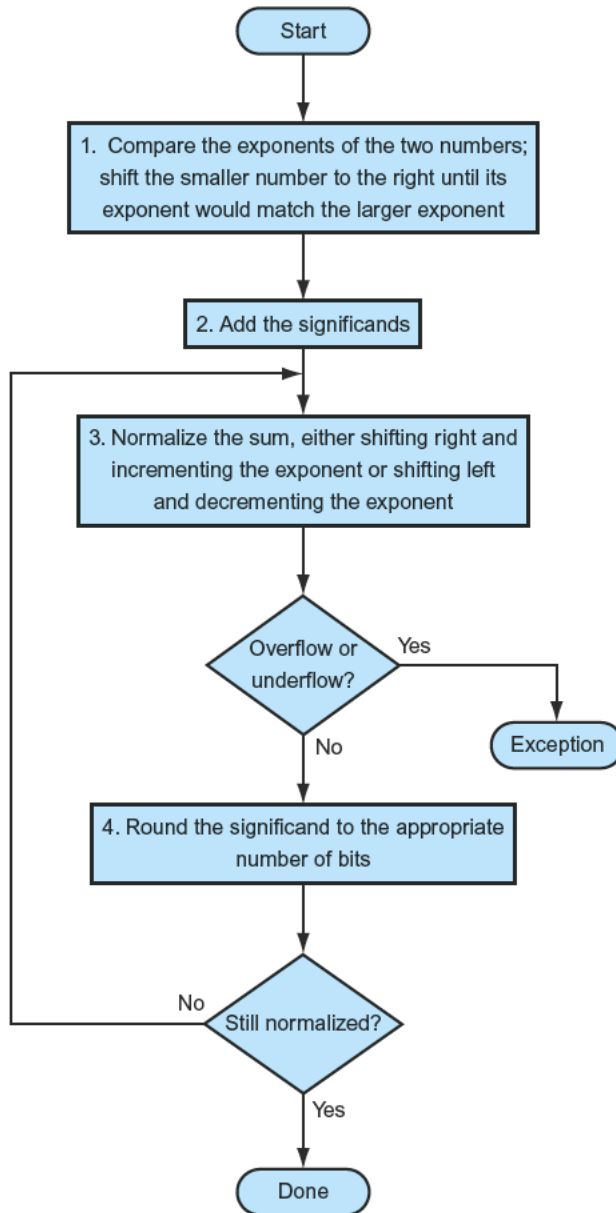 Start
1. Compare the exponents of the two numbers;
shift the smaller number to the right until its
exponent would match the larger exponent
2. Add the significands
3. Normalize the sum, either shifting right and
incrementing the exponent or shifting left
and decrementing the exponent
Overflow or
underflow?
Yes
Exception
No
4. Round the significand to the appropriate
number of bits
No
Still normalized?
Yes
Done